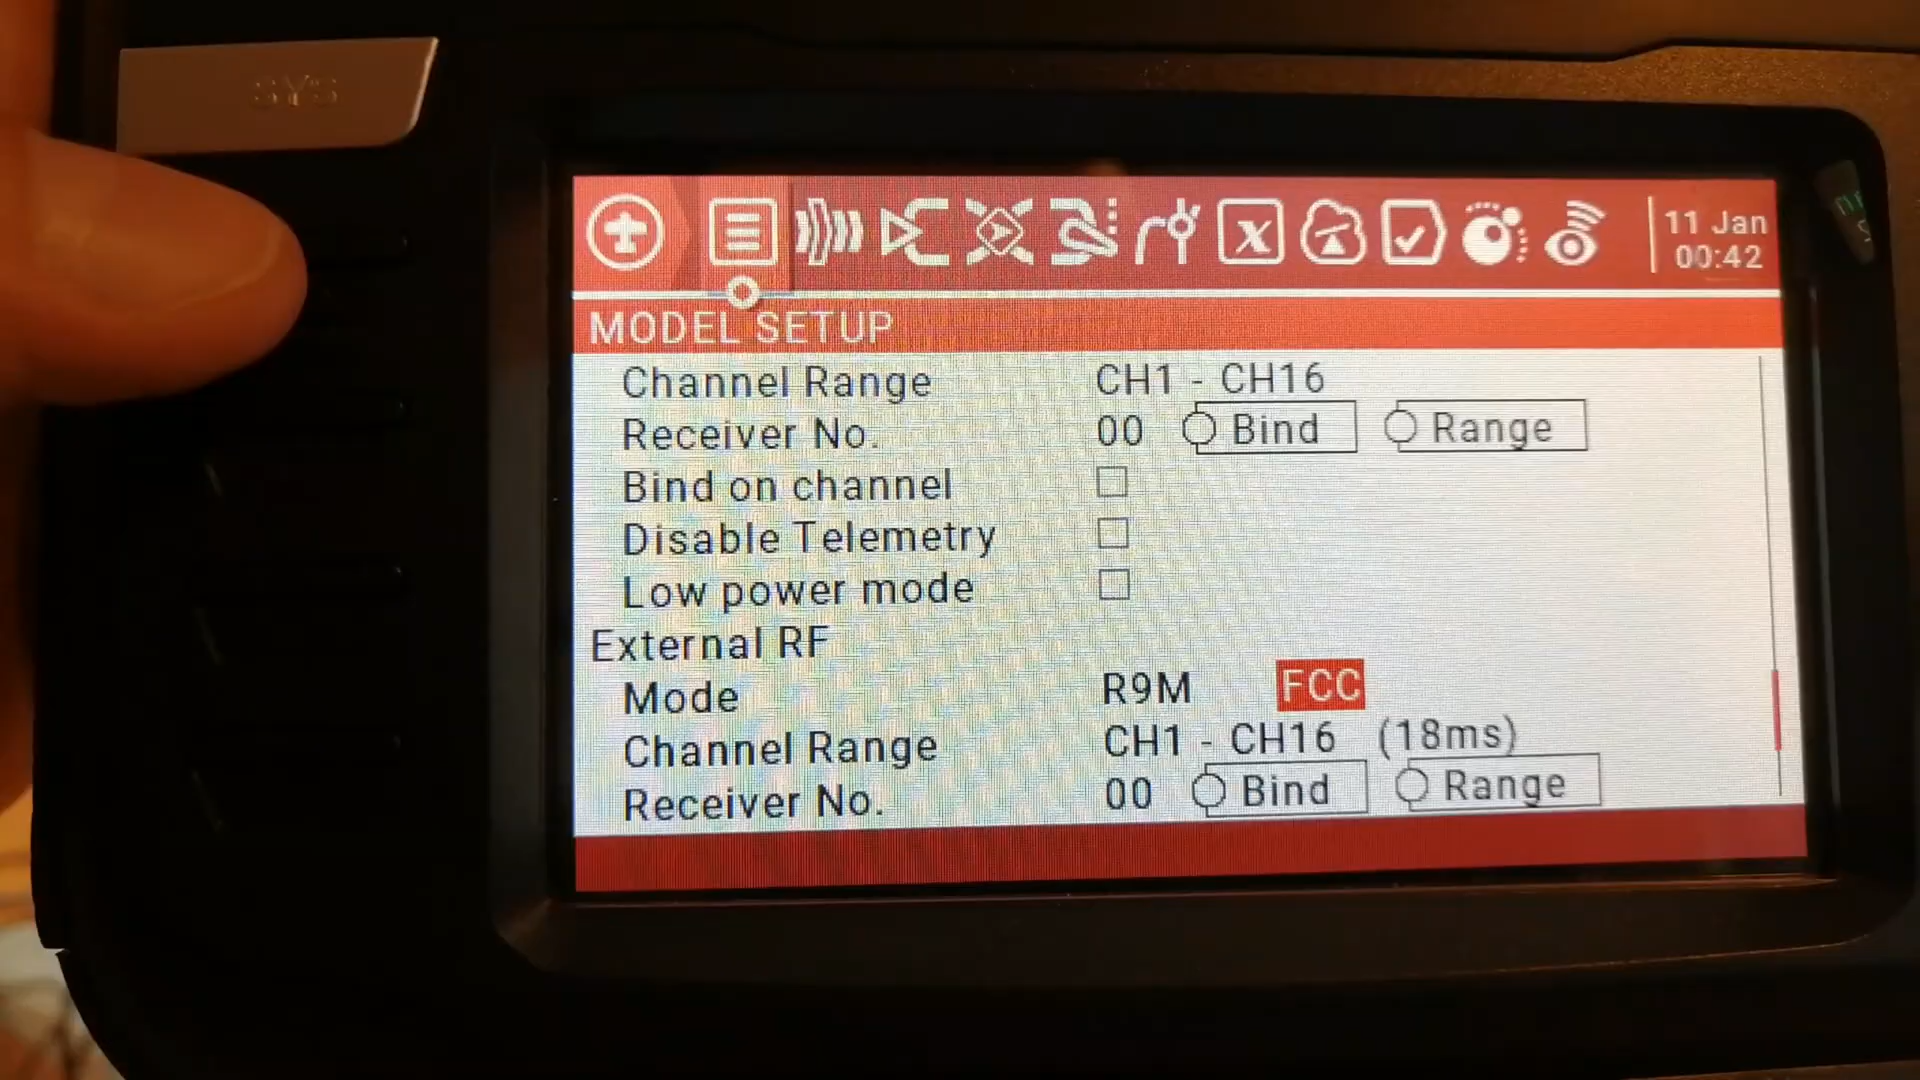 SYS
11 Jan
00:42
MODEL SETUP
Channel Range CH1 - CH16
Receiver No. 00 Bind Range
Bind on channel
Disable Telemetry
Low power mode
External RF
Mode R9M FCC
Channel Range CH1 - CH16 (18ms)
Receiver No. 00 Bind Range